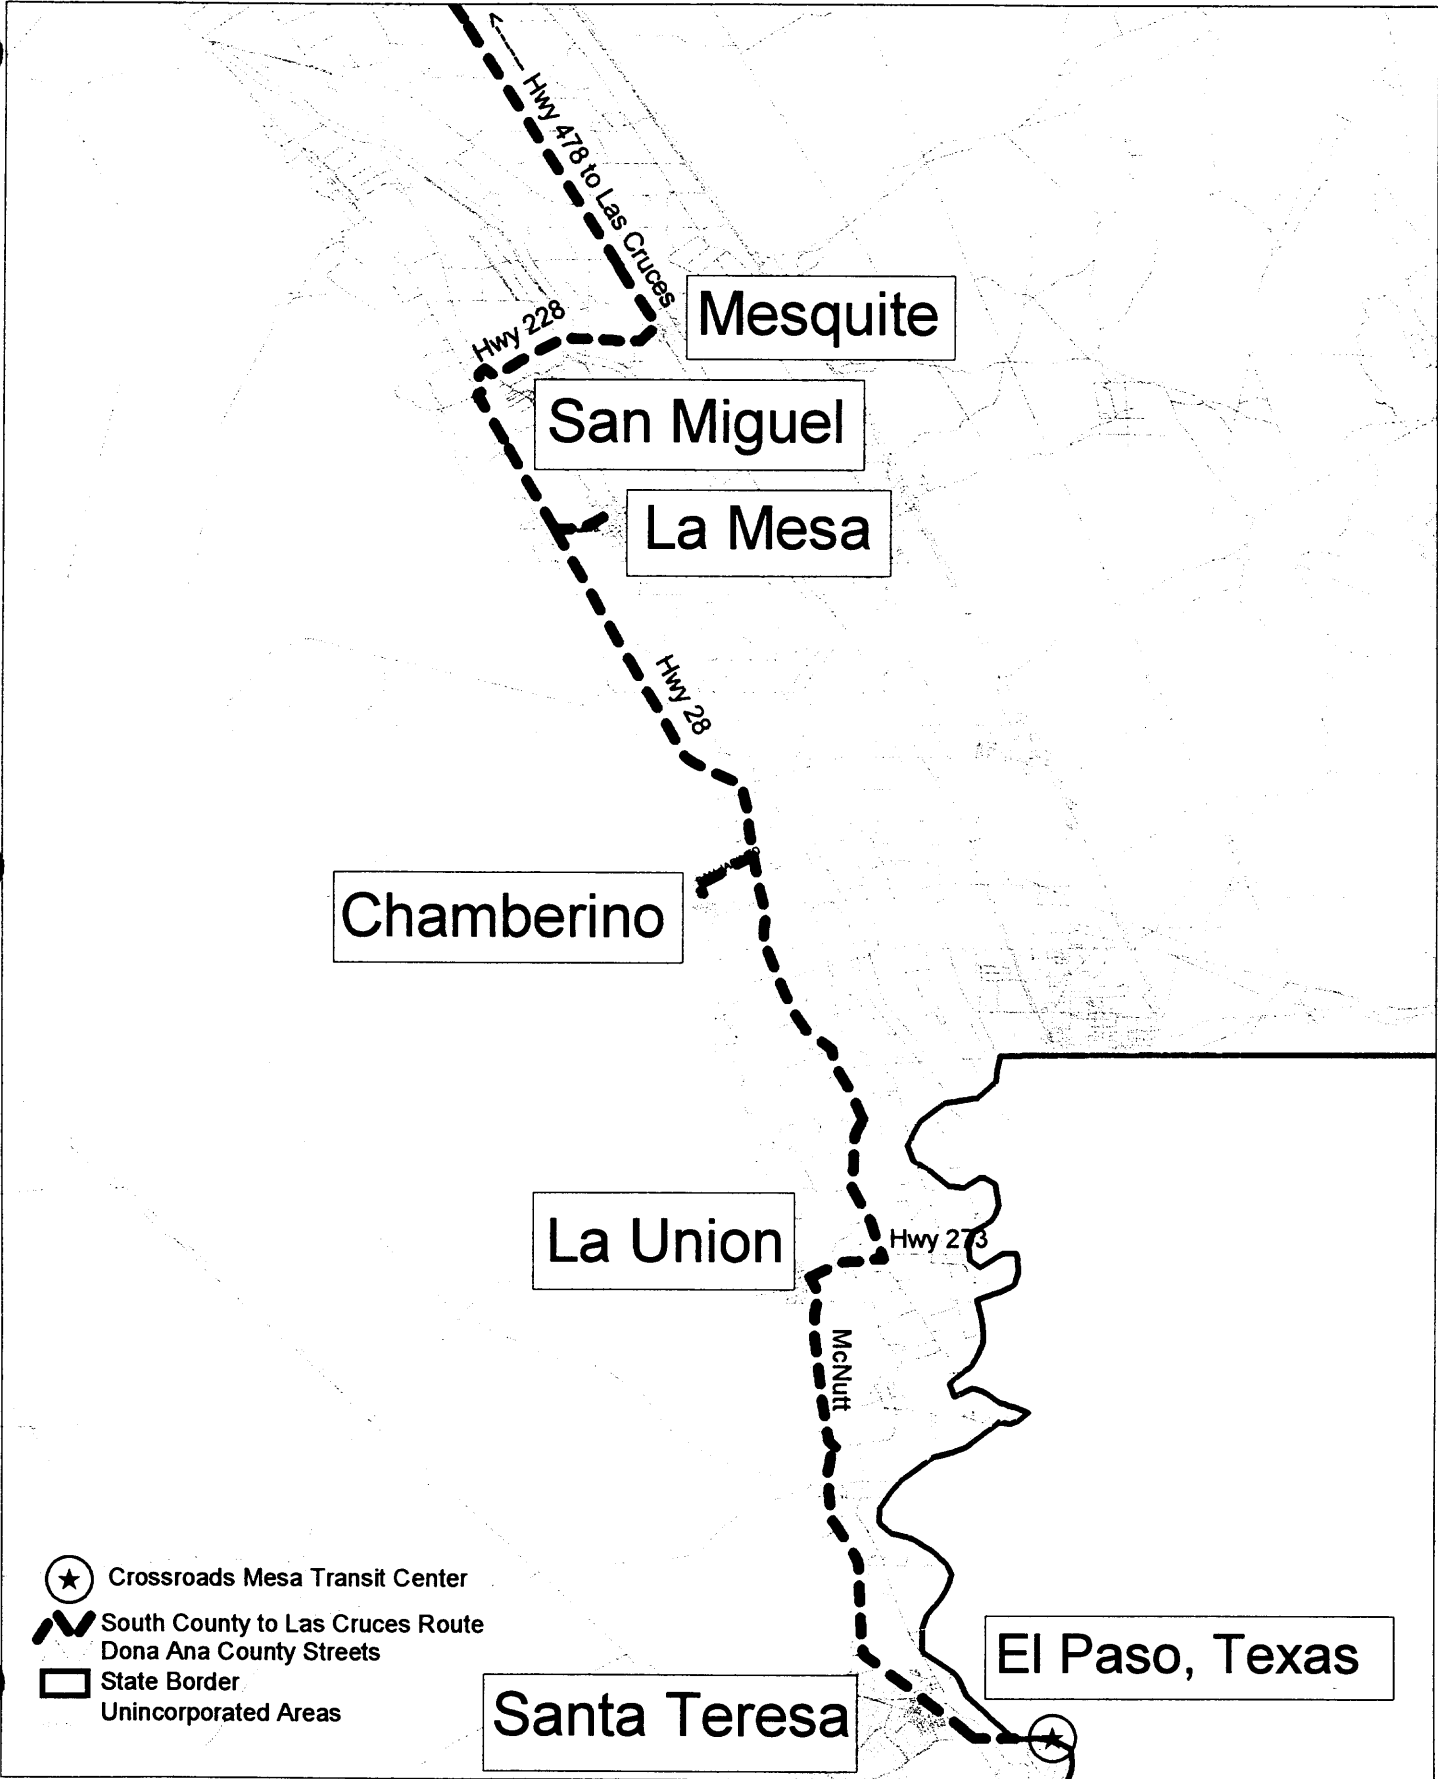 Hwy 478 to Las Cruces
Mesquite
Hwy 228
San Miguel
La Mesa
Hwy 28
Chamberino
La Union
Hwy 273
McNutt
Crossroads Mesa Transit Center
South County to Las Cruces Route
Dona Ana County Streets
State Border
Unincorporated Areas
El Paso, Texas
Santa Teresa